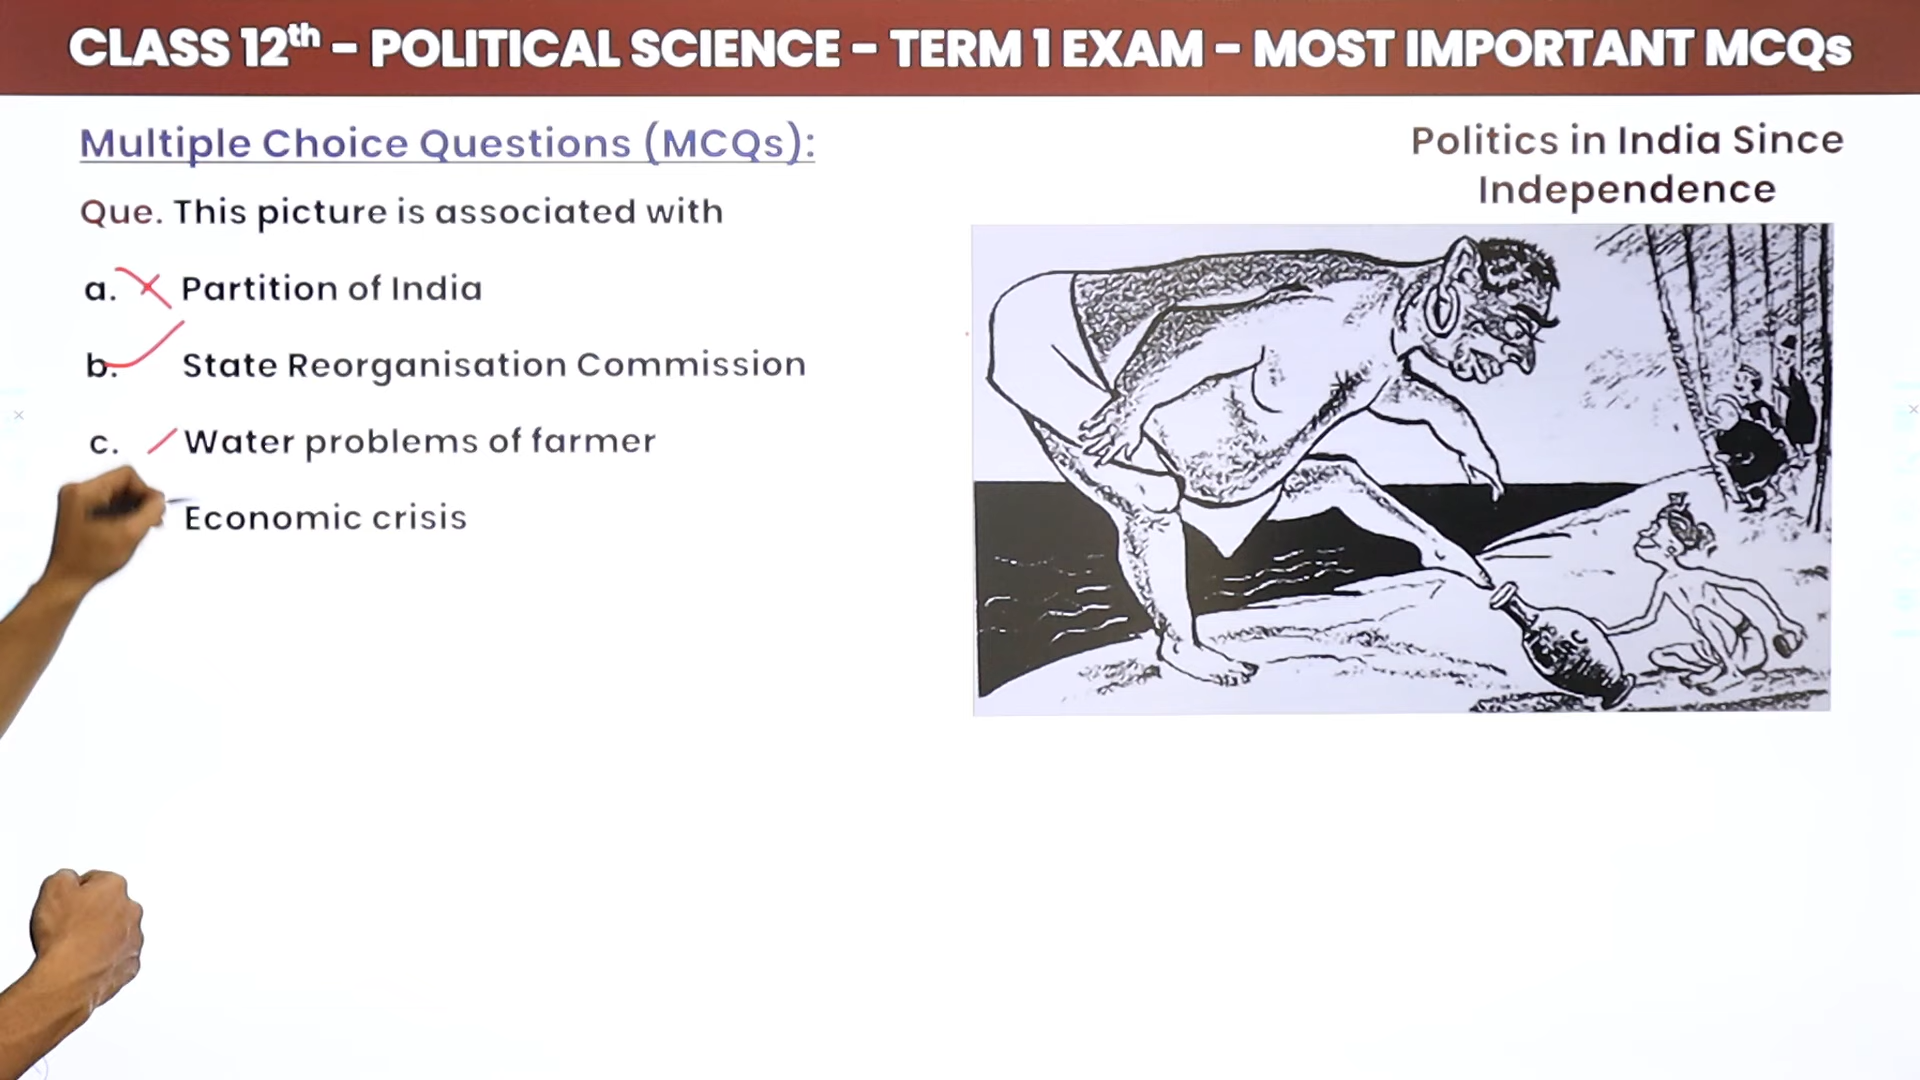 CLASS 12th – POLITICAL SCIENCE – TERM 1 EXAM – MOST IMPORTANT MCQs
Multiple Choice Questions (MCQs):
Que. This picture is associated with
a. Partition of India
b. State Reorganisation Commission
c. Water problems of farmer
Economic crisis
Politics in India Since
Independence